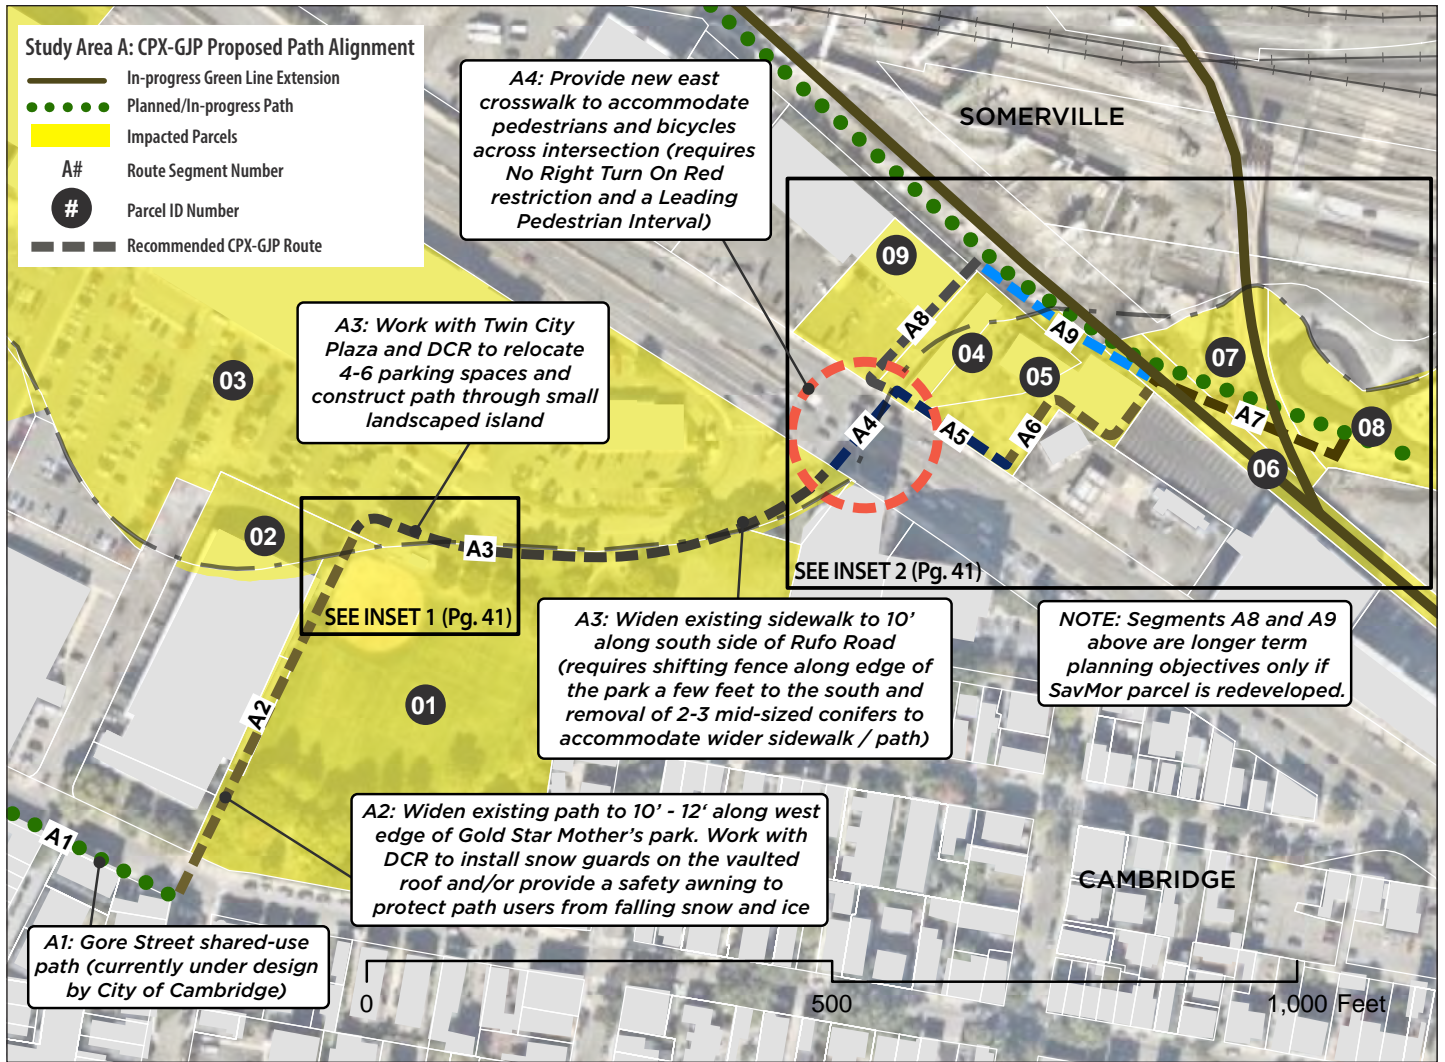 Study Area A: CPX-GJP Proposed Path Alignment
In-progress Green Line Extension
Planned/In-progress Path
Impacted Parcels
A# Route Segment Number
# Parcel ID Number
Recommended CPX-GJP Route
A4: Provide new east
crosswalk to accommodate
pedestrians and bicycles
across intersection (requires
No Right Turn On Red
restriction and a Leading
Pedestrian Interval)
SOMERVILLE
09
A8
04
A9
05
07
A7
08
A4
A5
A6
06
A3: Work with Twin City
Plaza and DCR to relocate
4-6 parking spaces and
construct path through small
landscaped island
03
02
A3
SEE INSET 1 (Pg. 41)
SEE INSET 2 (Pg. 41)
A3: Widen existing sidewalk to 10'
along south side of Rufo Road
(requires shifting fence along edge of
the park a few feet to the south and
removal of 2-3 mid-sized conifers to
accommodate wider sidewalk / path)
NOTE: Segments A8 and A9
above are longer term
planning objectives only if
SavMor parcel is redeveloped.
01
A2
A2: Widen existing path to 10' - 12‘ along west
edge of Gold Star Mother's park. Work with
DCR to install snow guards on the vaulted
roof and/or provide a safety awning to
protect path users from falling snow and ice
A1
A1: Gore Street shared-use
path (currently under design
by City of Cambridge)
CAMBRIDGE
0 500 1,000 Feet